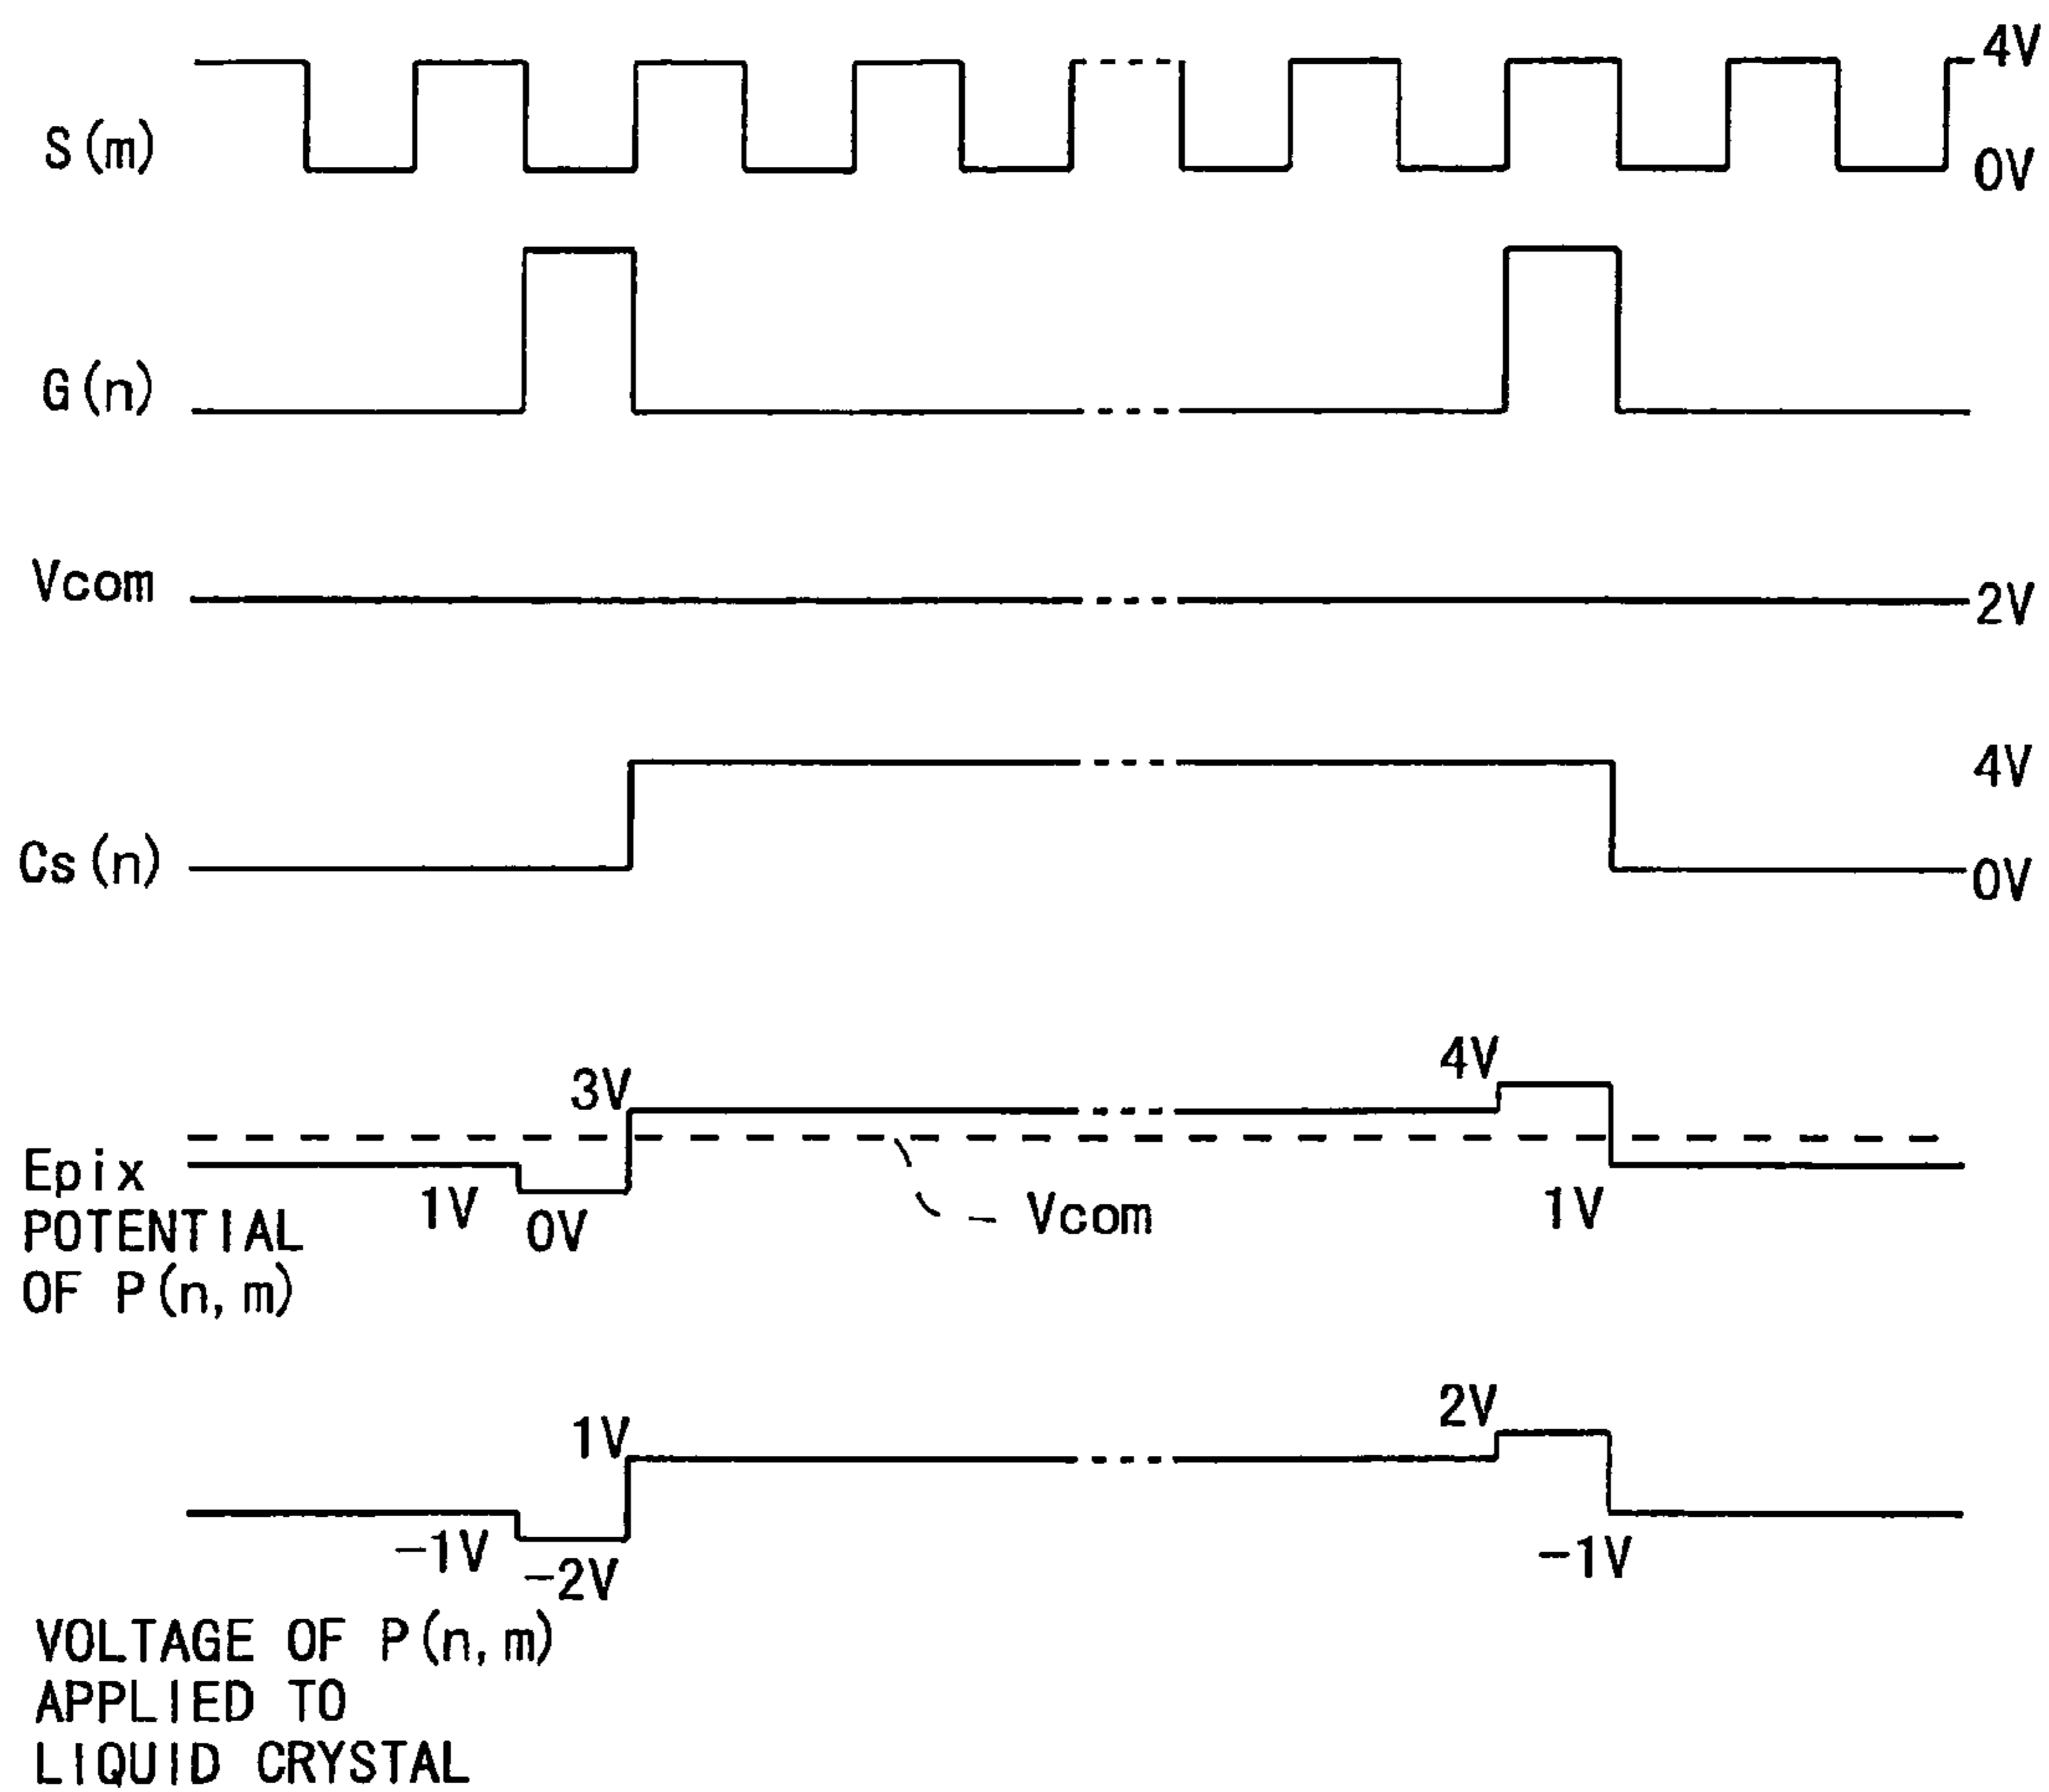 4V
S(m)
0V
G(n)
Vcom
2V
4V
Cs(n)
0V
4V
3V
Epix
POTENTIAL
OF P(n,m)
1V
0V
Vcom
1V
2V
1V
-1V
-2V
-1V
VOLTAGE OF P(n,m)
APPLIED TO
LIQUID CRYSTAL